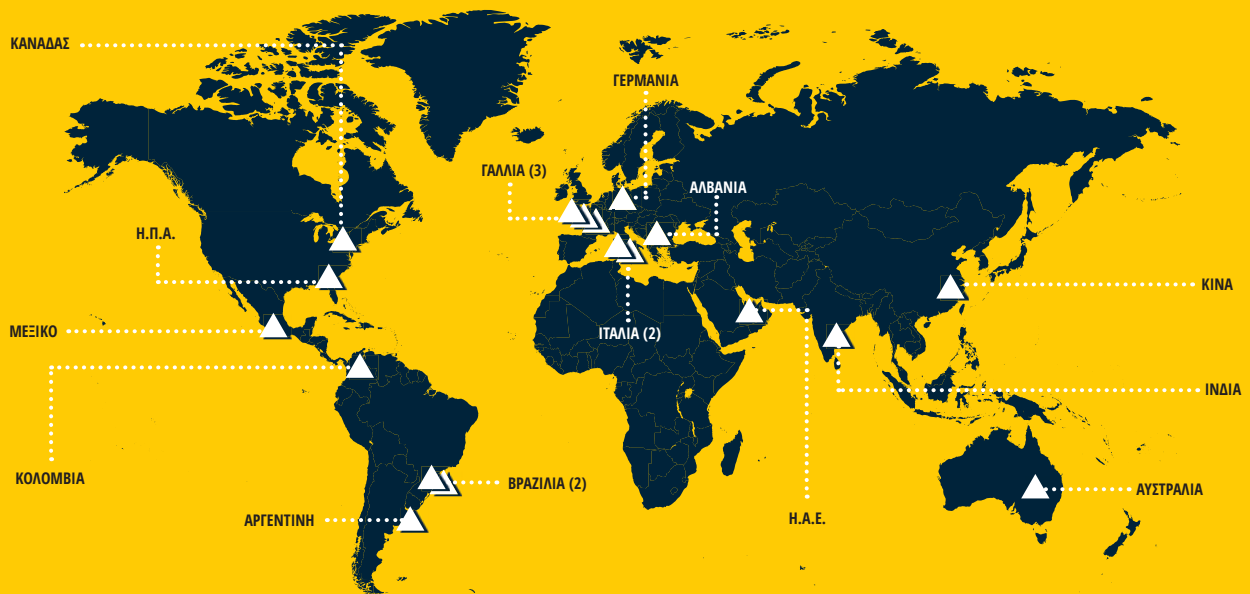 ΚΑΝΑΔΑΣ
ΓΕΡΜΑΝΙΑ
ΓΑΛΛΙΑ (3)
ΑΛΒΑΝΙΑ
Η.Π.Α.
ΚΙΝΑ
ΜΕΞΙΚΟ
ΙΤΑΛΙΑ (2)
ΙΝΔΙΑ
ΚΟΛΟΜΒΙΑ
ΒΡΑΖΙΛΙΑ (2)
ΑΥΣΤΡΑΛΙΑ
ΑΡΓΕΝΤΙΝΗ
Η.Α.Ε.